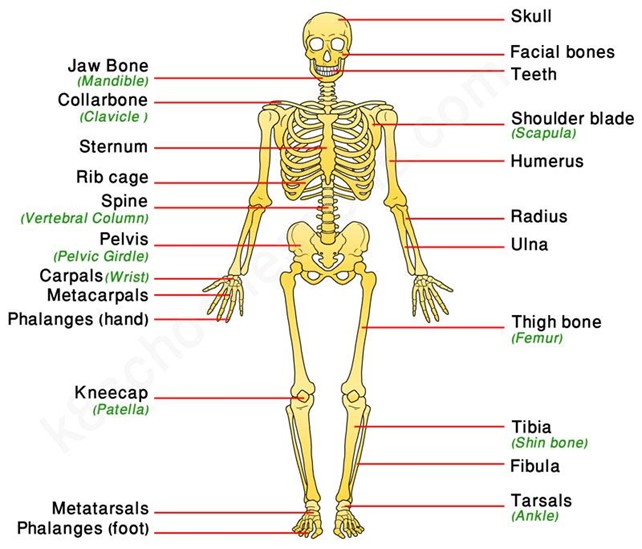 Skull
Facial bones
Teeth
Jaw Bone
(Mandible)
Collarbone
(Clavicle )
Sternum
Rib cage
Spine
(Vertebral Column)
Pelvis
(Pelvic Girdle)
Carpals (Wrist)
Metacarpals
Phalanges (hand)
Kneecap
(Patella)
Metatarsals
Phalanges (foot)
Shoulder blade
(Scapula)
Humerus
Radius
Ulna
Thigh bone
(Femur)
Tibia
(Shin bone)
Fibula
Tarsals
(Ankle)